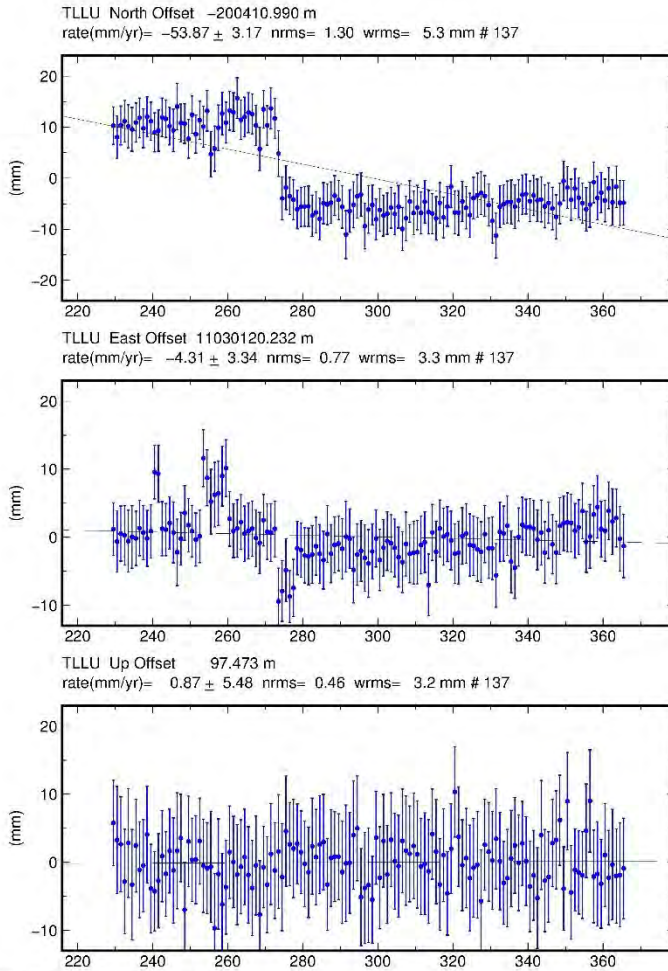 TLLU North Offset -200410.990 m
rate(mm/yr)= -53.87 ± 3.17 nrms= 1.30 wrms= 5.3 mm # 137
20
10
0
-10
-20
(mm)
220 240 260 280 300 320 340 360
TLLU East Offset 11030120.232 m
rate(mm/yr)= -4.31 ± 3.34 nrms= 0.77 wrms= 3.3 mm # 137
20
10
0
-10
(mm)
220 240 260 280 300 320 340 360
TLLU Up Offset 97.473 m
rate(mm/yr)= 0.87 ± 5.48 nrms= 0.46 wrms= 3.2 mm # 137
20
10
0
-10
(mm)
220 240 260 280 300 320 340 360